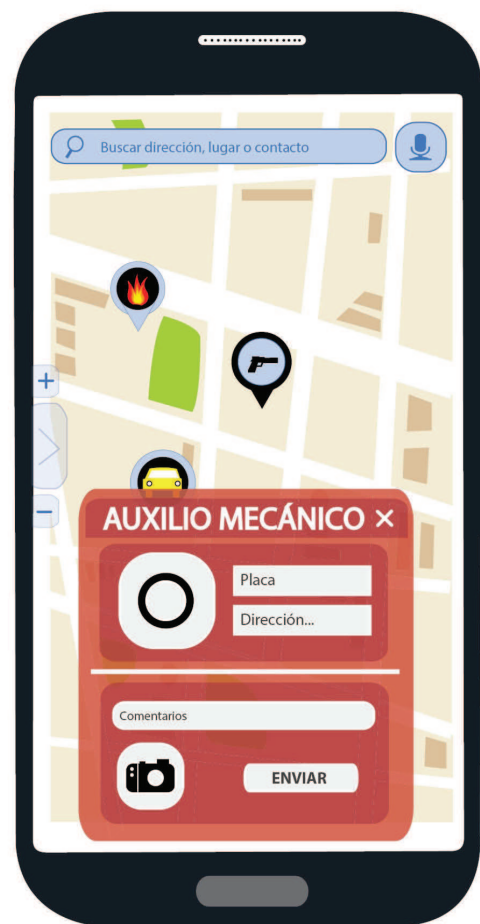 Buscar dirección, lugar o contacto
AUXILIO MECÁNICO ×
Placa
Dirección...
Comentarios
ENVIAR